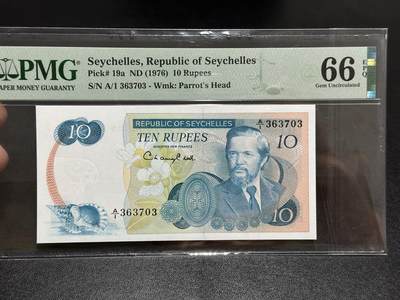 PMG
PAPER MONEY GUARANTY
Seychelles, Republic of Seychelles
Pick# 19a ND (1976) 10 Rupees
S/N A/1 363703 - Wmk: Parrot's Head
66 EPQ
Gem Uncirculated
REPUBLIC OF SEYCHELLES
10
TEN RUPEES
10
A/1 363703
A/1 363703
10